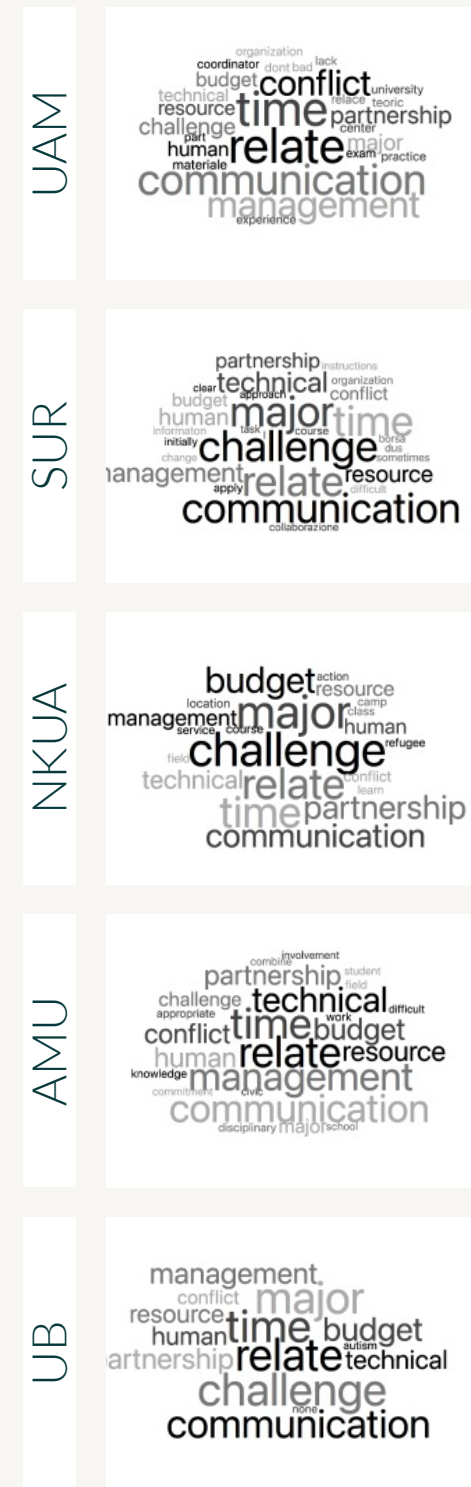 UAM
organization
coordinator dont bad lack
budget conflict university
technical relace teoric
resource time partnership
challenge center
part
human relate major
exam practice
materiale
communication
management
experience
SUR
partnership instructions
clear technical organization
approach conflict
budget
human major time
informaton task course
initially challenge borsa
dus
change sometimes
anagement relate resource
apply difficult
communication
collaborazione
NKUA
budget action
resource
location camp
management major class
service course human
challenge refugee
field
technical relate conflict
learn
time partnership
communication
AMU
involvement
combine
partnership student
field
challenge technical difficult
appropriate work
conflict time budget
human relate resource
knowledge management
commitment civic
communication
disciplinary major school
UB
management
conflict major
resource
human time budget
autism
artnership relate technical
challenge
none
communication